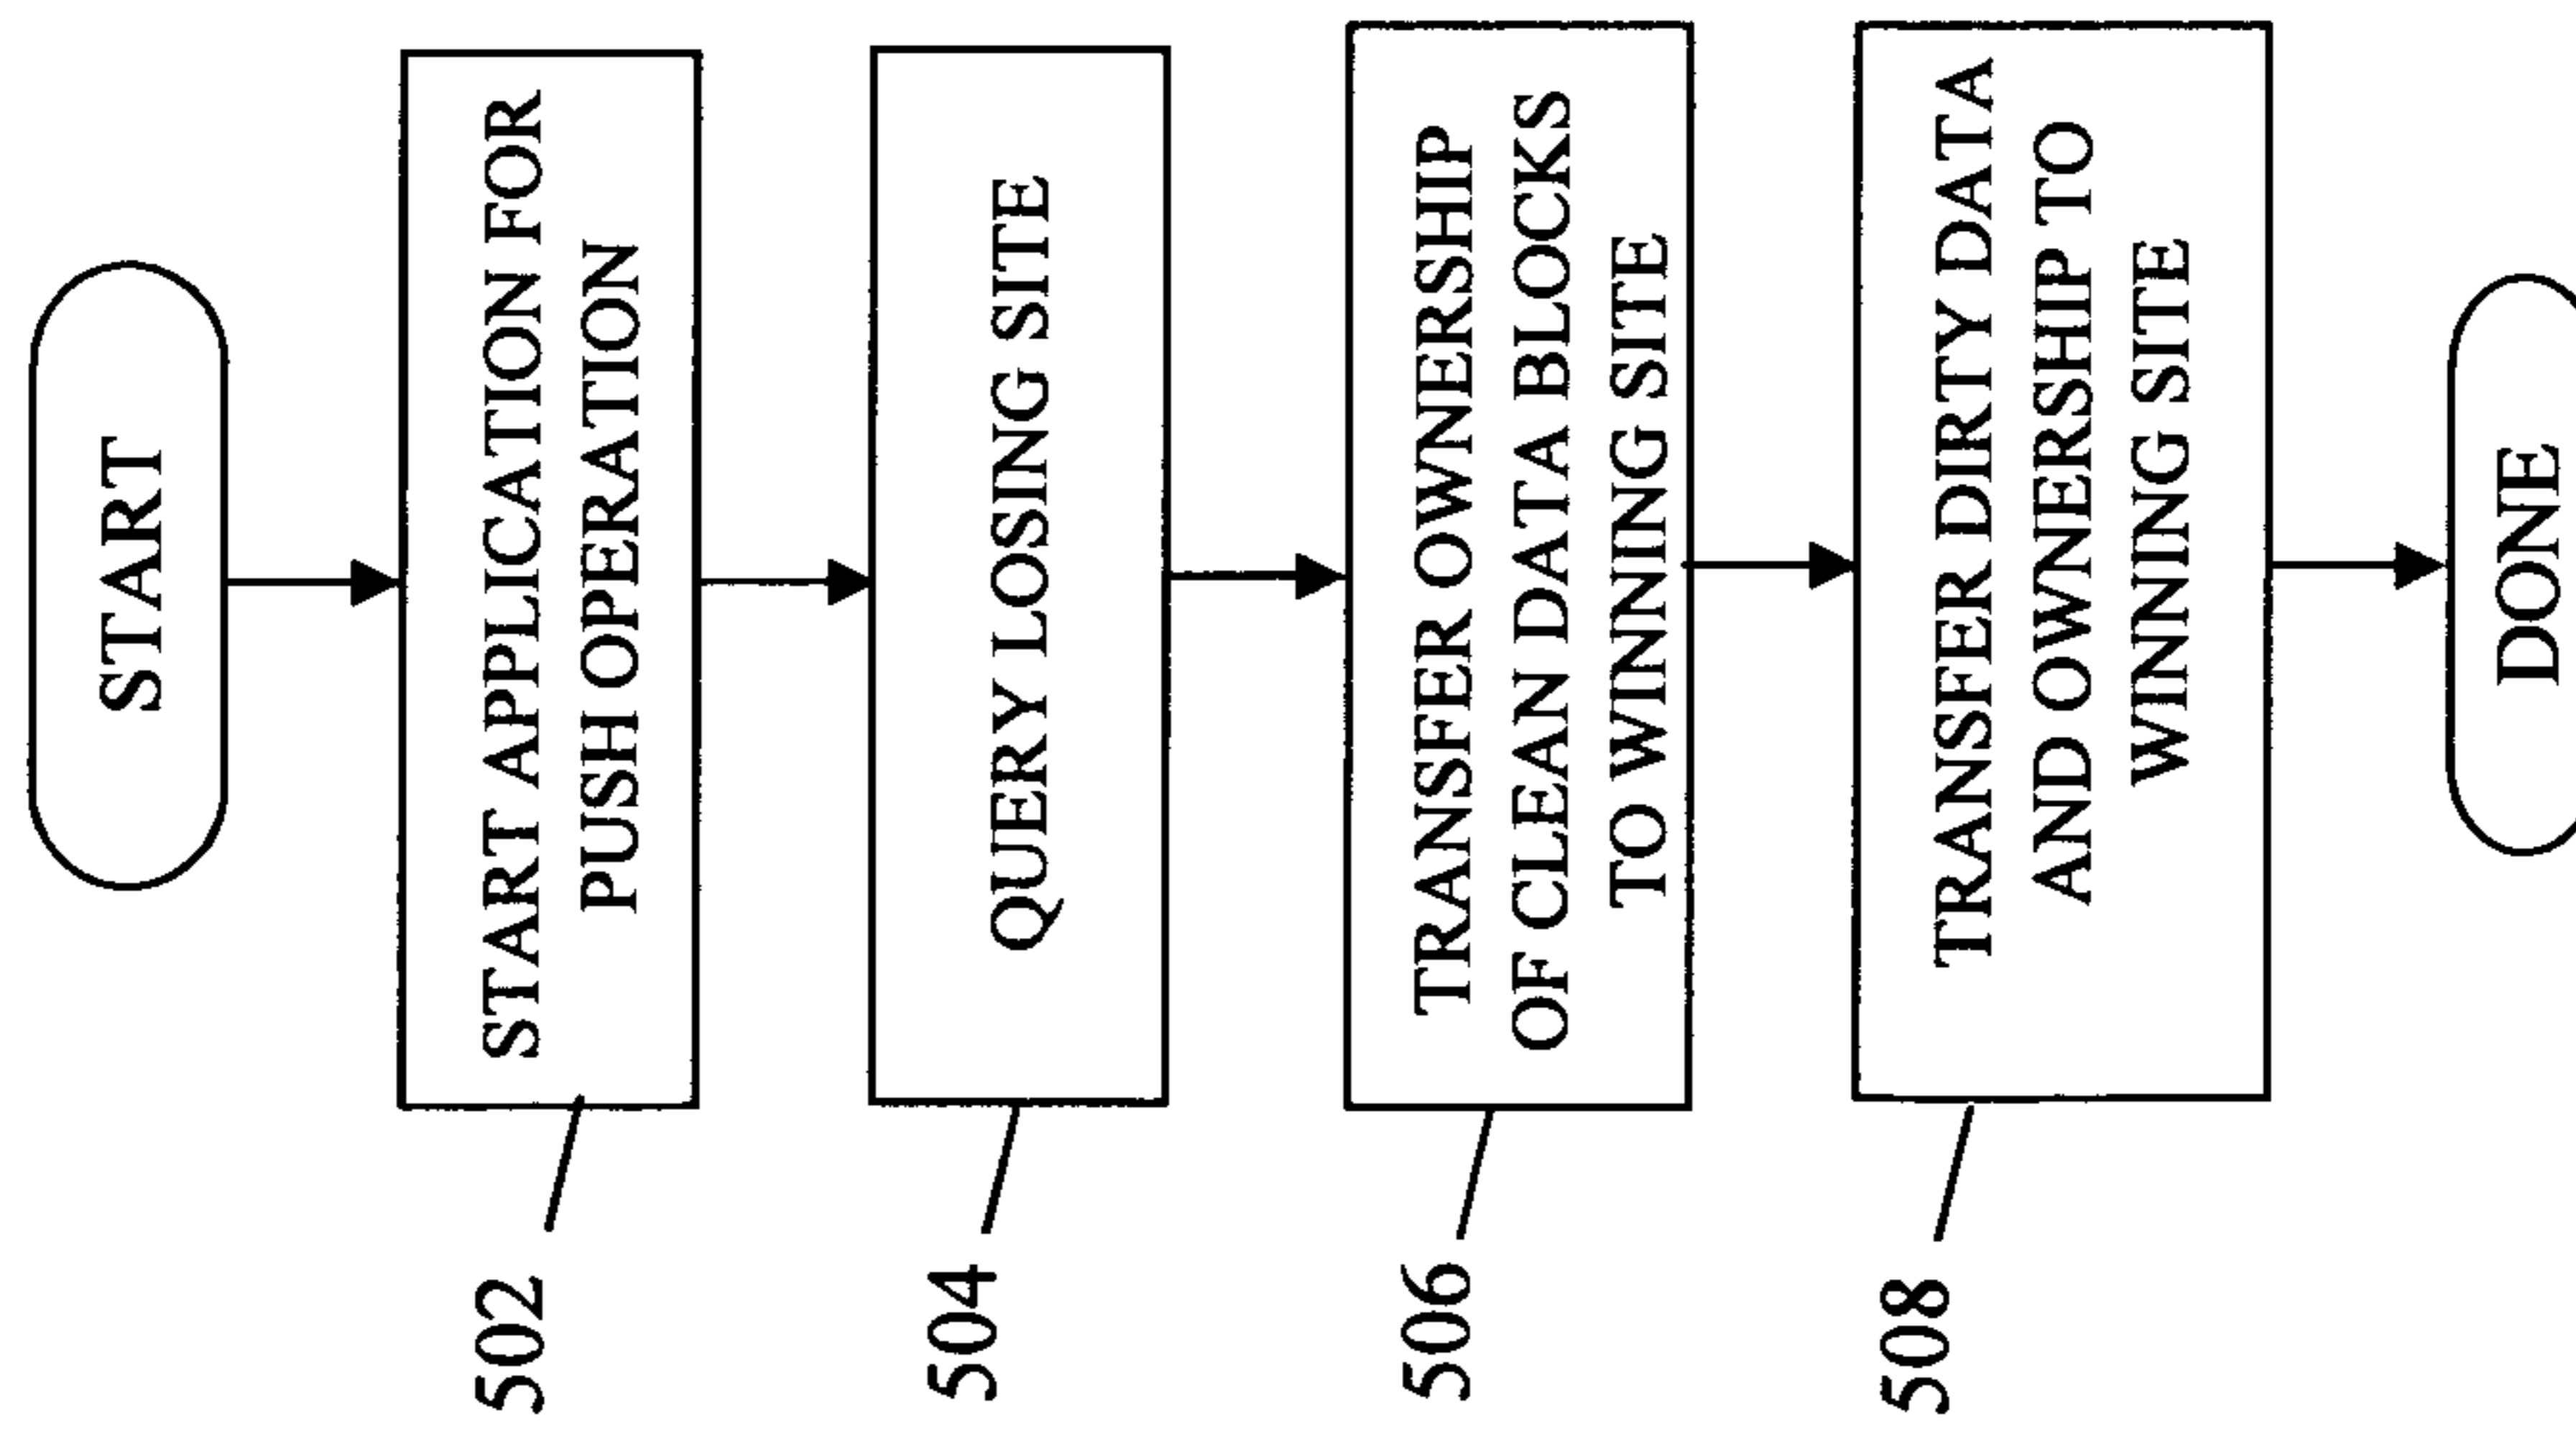 START
START APPLICATION FOR
PUSH OPERATION
502
QUERY LOSING SITE
504
TRANSFER OWNERSHIP
OF CLEAN DATA BLOCKS
TO WINNING SITE
506
TRANSFER DIRTY DATA
AND OWNERSHIP TO
WINNING SITE
508
DONE